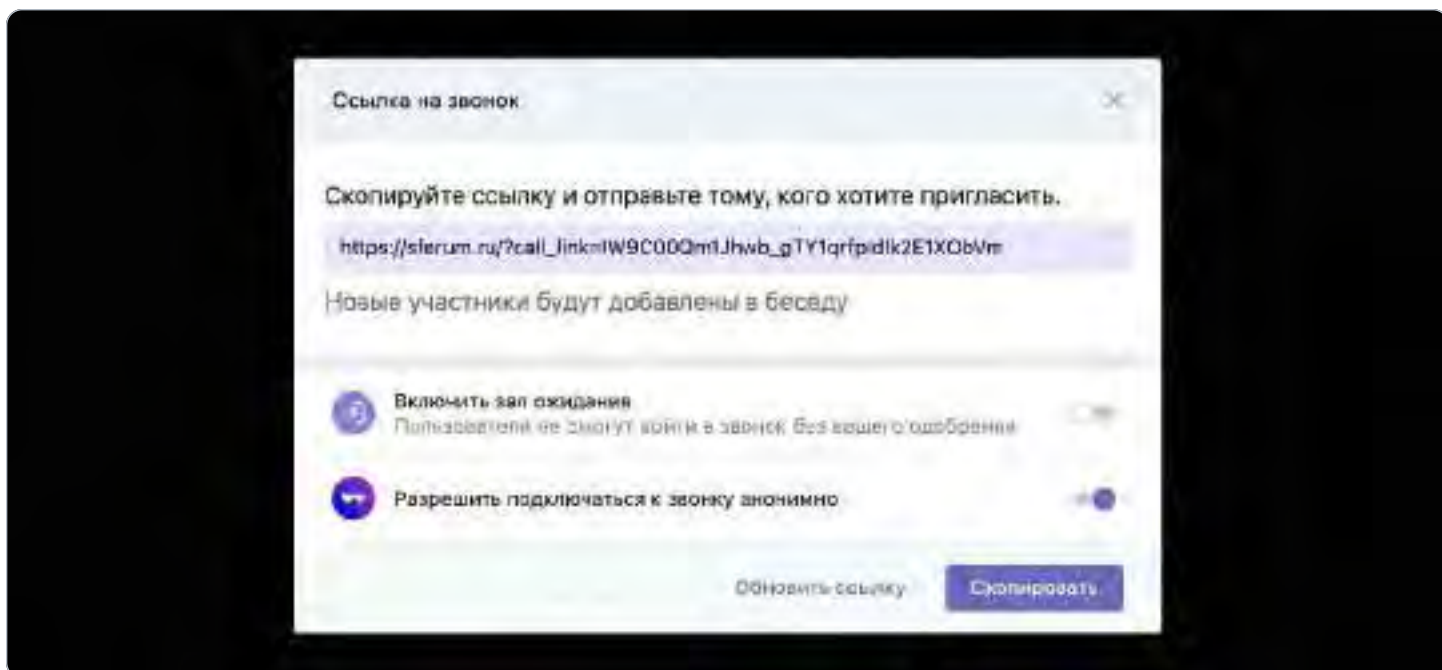 Ссылка на звонок
Скопируйте ссылку и отправьте тому, кого хотите пригласить.
https://sferum.ru/?call_link=
Новые участники будут добавлены в беседу
Включить зал ожидания
Пользователи не смогут войти в звонок без вашего одобрения
Разрешить подключаться к звонку анонимно
Обновить ссылку
Скопировать